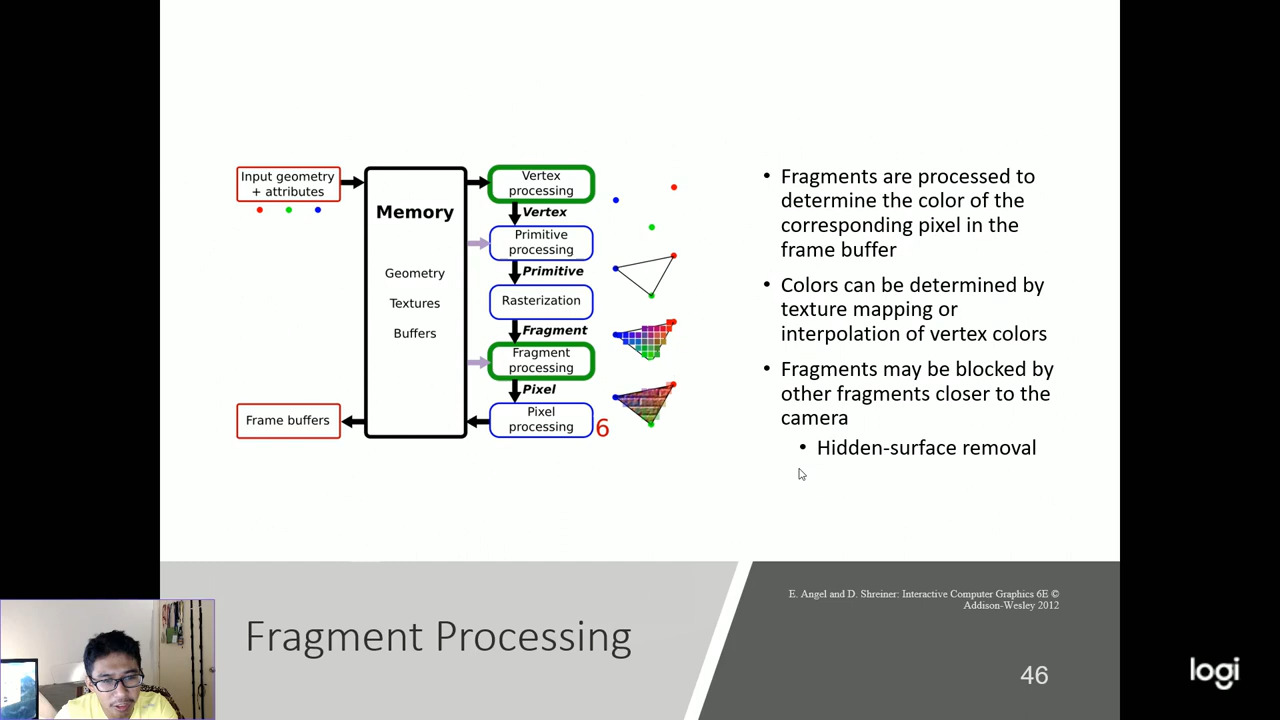 Input geometry
+ attributes
Memory
Geometry
Textures
Buffers
Frame buffers
Vertex
processing
Vertex
Primitive
processing
Primitive
Rasterization
Fragment
Fragment
processing
Pixel
Pixel
processing
6
• Fragments are processed to
determine the color of the
corresponding pixel in the
frame buffer
• Colors can be determined by
texture mapping or
interpolation of vertex colors
• Fragments may be blocked by
other fragments closer to the
camera
• Hidden-surface removal
Fragment Processing
E. Angel and D. Shreiner: Interactive Computer Graphics 6E ©
Addison-Wesley 2012
46
logi